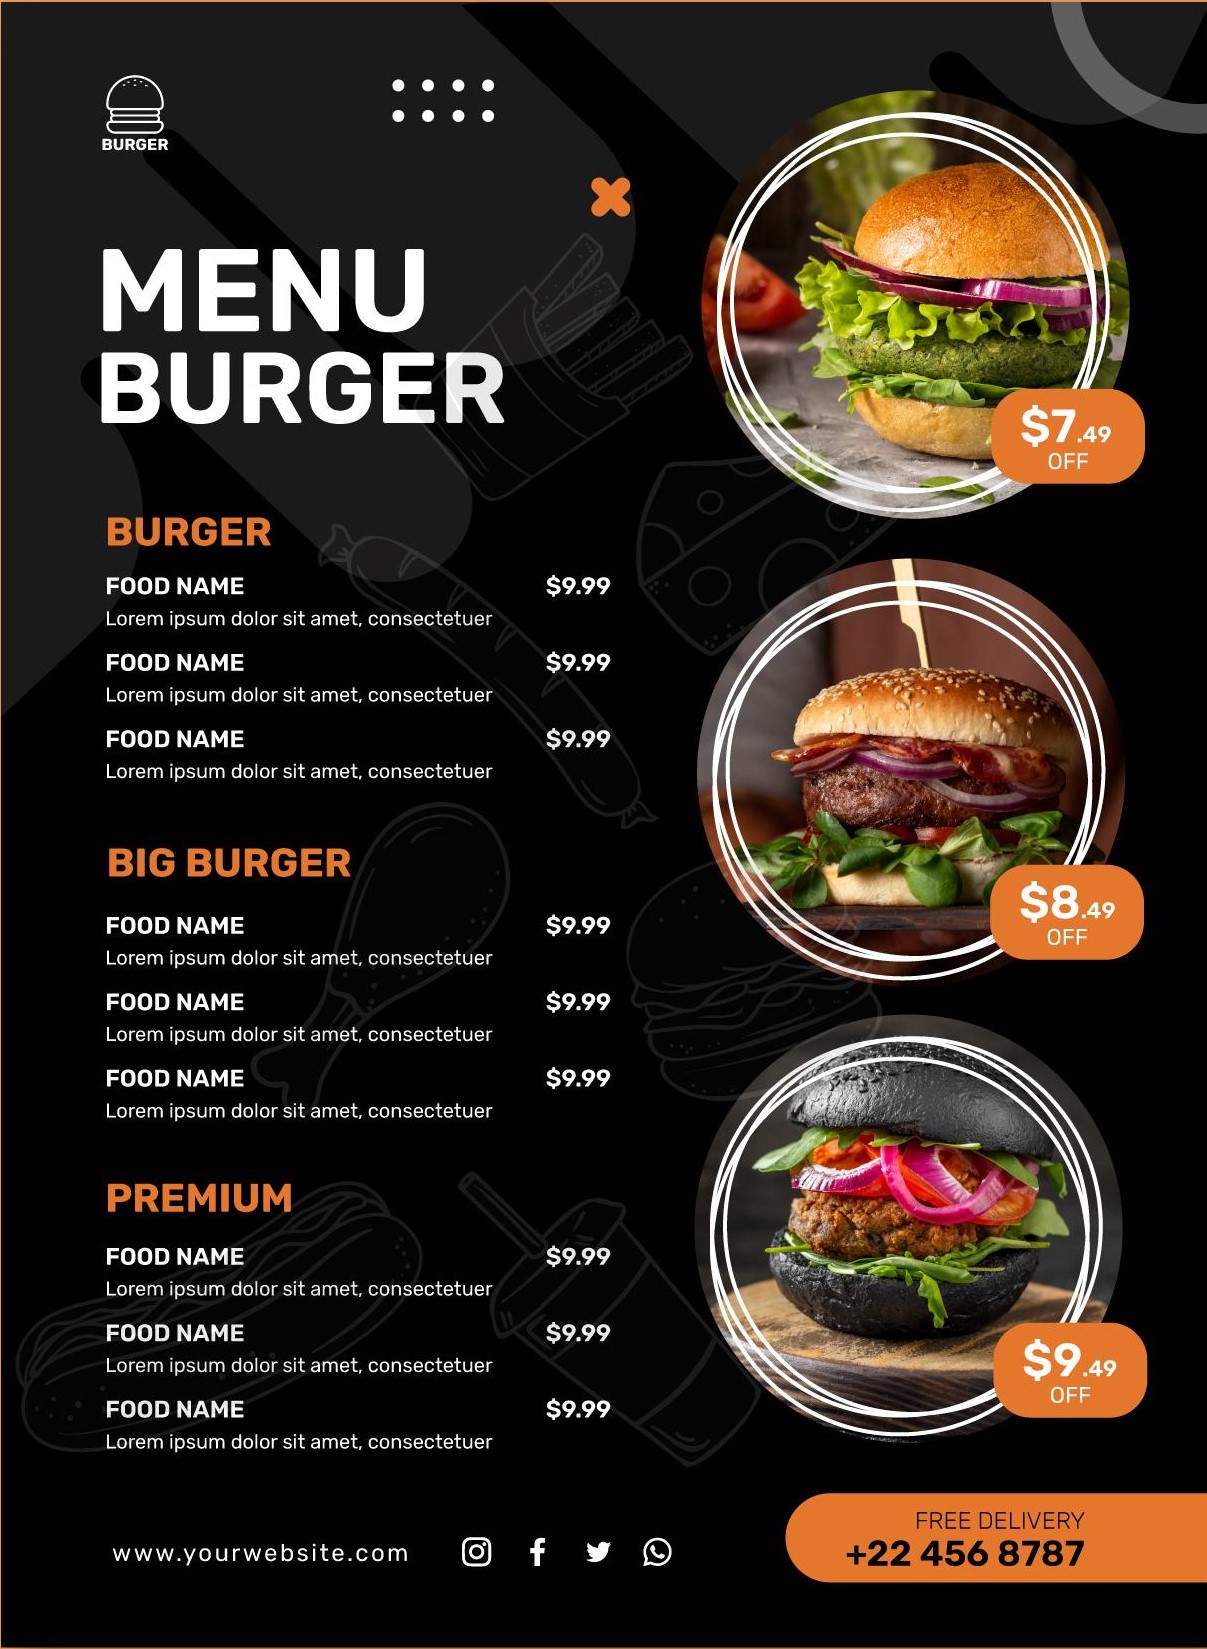 BURGER
MENU
BURGER
BURGER
FOOD NAME $9.99
Lorem ipsum dolor sit amet, consectetuer
FOOD NAME $9.99
Lorem ipsum dolor sit amet, consectetuer
FOOD NAME $9.99
Lorem ipsum dolor sit amet, consectetuer
BIG BURGER
FOOD NAME $9.99
Lorem ipsum dolor sit amet, consectetuer
FOOD NAME $9.99
Lorem ipsum dolor sit amet, consectetuer
FOOD NAME $9.99
Lorem ipsum dolor sit amet, consectetuer
PREMIUM
FOOD NAME $9.99
Lorem ipsum dolor sit amet, consectetuer
FOOD NAME $9.99
Lorem ipsum dolor sit amet, consectetuer
FOOD NAME $9.99
Lorem ipsum dolor sit amet, consectetuer
$7.49
OFF
$8.49
OFF
$9.49
OFF
www.yourwebsite.com
FREE DELIVERY
+22 456 8787